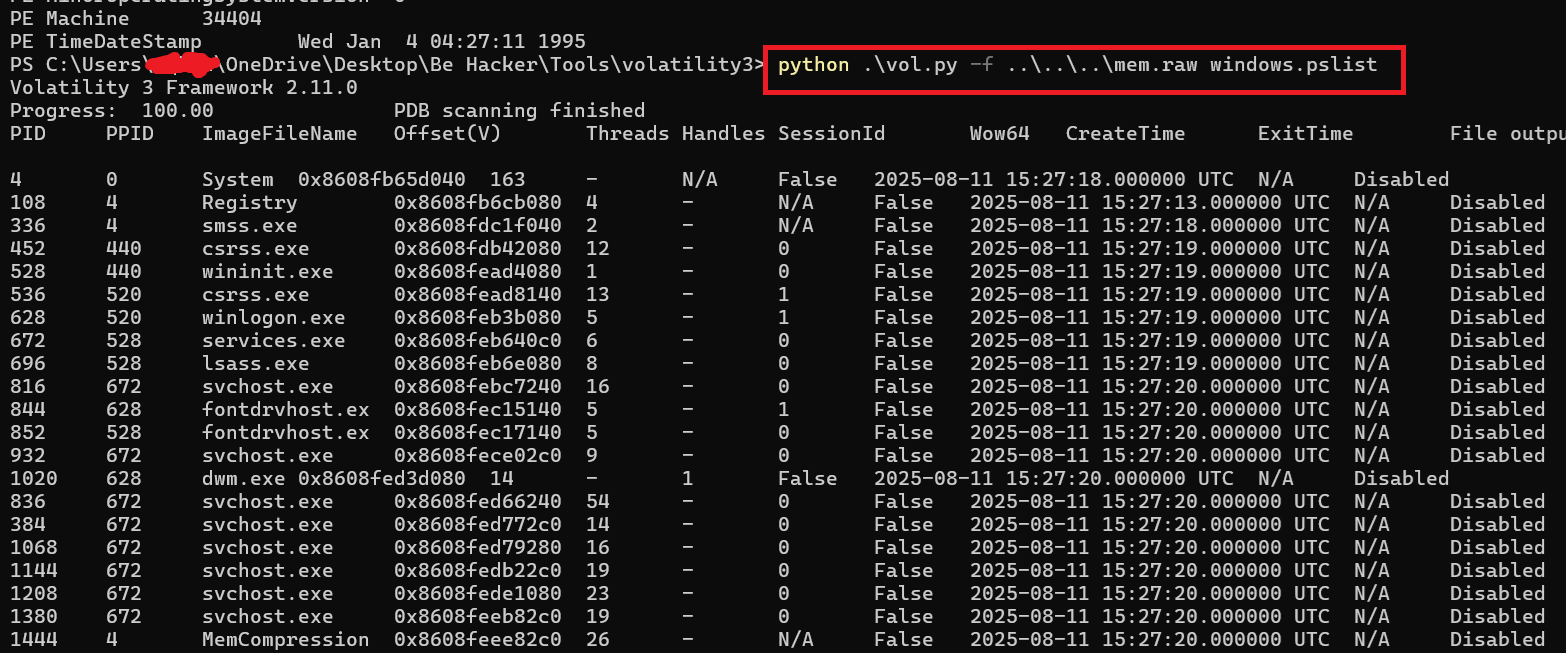 PE MinorOperatingSystemVersion 0
PE Machine 34404
PE TimeDateStamp Wed Jan 4 04:27:11 1995
PS C:\Users\ \OneDrive\Desktop\Be Hacker\Tools\volatility3> python .\vol.py -f ..\..\..\mem.raw windows.pslist
Volatility 3 Framework 2.11.0
Progress: 100.00 PDB scanning finished
PID PPID ImageFileName Offset(V) Threads Handles SessionId Wow64 CreateTime ExitTime File outpu
4 0 System 0x8608fb65d040 163 - N/A False 2025-08-11 15:27:18.000000 UTC N/A Disabled
108 4 Registry 0x8608fb6cb080 4 - N/A False 2025-08-11 15:27:13.000000 UTC N/A Disabled
336 4 smss.exe 0x8608fdc1f040 2 - N/A False 2025-08-11 15:27:18.000000 UTC N/A Disabled
452 440 csrss.exe 0x8608fdb42080 12 - 0 False 2025-08-11 15:27:19.000000 UTC N/A Disabled
528 440 wininit.exe 0x8608fead4080 1 - 0 False 2025-08-11 15:27:19.000000 UTC N/A Disabled
536 520 csrss.exe 0x8608fead8140 13 - 1 False 2025-08-11 15:27:19.000000 UTC N/A Disabled
628 520 winlogon.exe 0x8608feb3b080 5 - 1 False 2025-08-11 15:27:19.000000 UTC N/A Disabled
672 528 services.exe 0x8608feb640c0 6 - 0 False 2025-08-11 15:27:19.000000 UTC N/A Disabled
696 528 lsass.exe 0x8608feb6e080 8 - 0 False 2025-08-11 15:27:19.000000 UTC N/A Disabled
816 672 svchost.exe 0x8608febc7240 16 - 0 False 2025-08-11 15:27:20.000000 UTC N/A Disabled
844 628 fontdrvhost.ex 0x8608fec15140 5 - 1 False 2025-08-11 15:27:20.000000 UTC N/A Disabled
852 528 fontdrvhost.ex 0x8608fec17140 5 - 0 False 2025-08-11 15:27:20.000000 UTC N/A Disabled
932 672 svchost.exe 0x8608fece02c0 9 - 0 False 2025-08-11 15:27:20.000000 UTC N/A Disabled
1020 628 dwm.exe 0x8608fed3d080 14 - 1 False 2025-08-11 15:27:20.000000 UTC N/A Disabled
836 672 svchost.exe 0x8608fed66240 54 - 0 False 2025-08-11 15:27:20.000000 UTC N/A Disabled
384 672 svchost.exe 0x8608fed772c0 14 - 0 False 2025-08-11 15:27:20.000000 UTC N/A Disabled
1068 672 svchost.exe 0x8608fed79280 16 - 0 False 2025-08-11 15:27:20.000000 UTC N/A Disabled
1144 672 svchost.exe 0x8608fedb22c0 19 - 0 False 2025-08-11 15:27:20.000000 UTC N/A Disabled
1208 672 svchost.exe 0x8608fede1080 23 - 0 False 2025-08-11 15:27:20.000000 UTC N/A Disabled
1380 672 svchost.exe 0x8608feeb82c0 19 - 0 False 2025-08-11 15:27:20.000000 UTC N/A Disabled
1444 4 MemCompression 0x8608feee82c0 26 - N/A False 2025-08-11 15:27:20.000000 UTC N/A Disabled